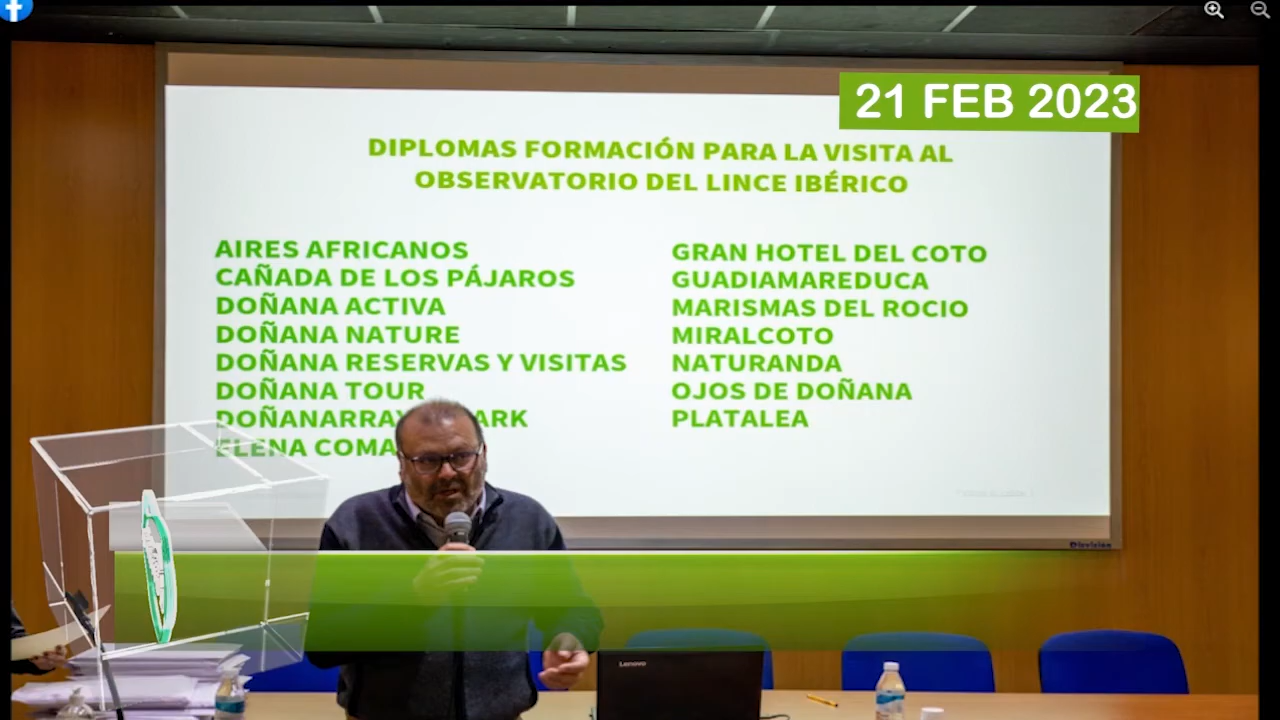 21 FEB 2023
DIPLOMAS FORMACIÓN PARA LA VISITA AL
OBSERVATORIO DEL LINCE IBÉRICO
AIRES AFRICANOS
CAÑADA DE LOS PÁJAROS
DOÑANA ACTIVA
DOÑANA NATURE
DOÑANA RESERVAS Y VISITAS
DOÑANA TOUR
ELENA
GRAN HOTEL DEL COTO
GUADIAMAREDUCA
MARISMAS DEL ROCIO
MIRALCOTO
NATURANDA
OJOS DE DOÑANA
PLATALEA
Lenovo